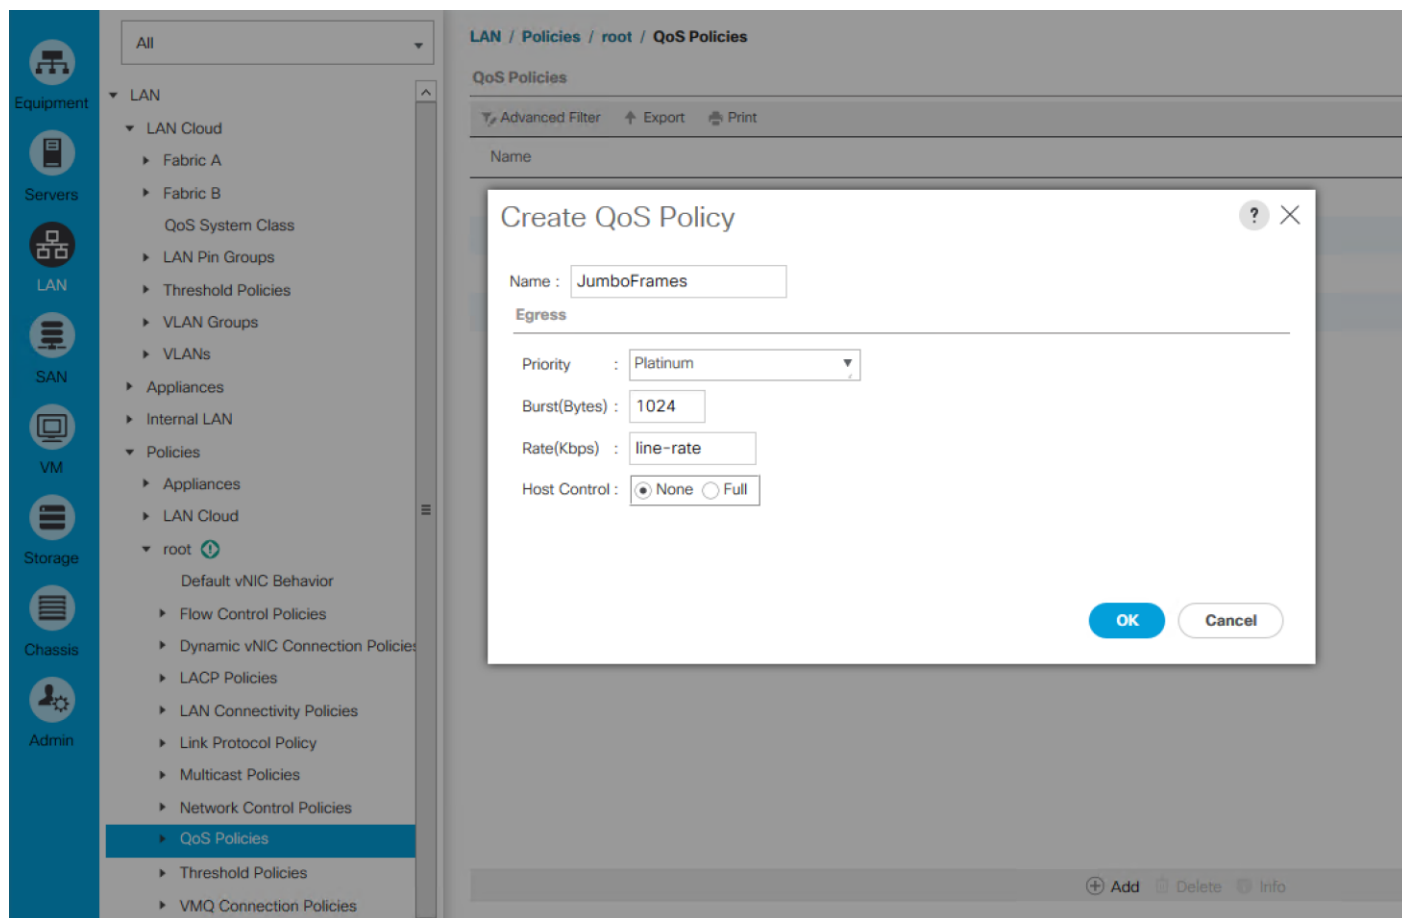 Equipment
Servers
LAN
SAN
VM
Storage
Chassis
Admin
All
LAN
LAN Cloud
Fabric A
Fabric B
QoS System Class
LAN Pin Groups
Threshold Policies
VLAN Groups
VLANs
Appliances
Internal LAN
Policies
Appliances
LAN Cloud
root
Default vNIC Behavior
Flow Control Policies
Dynamic vNIC Connection Policies
LACP Policies
LAN Connectivity Policies
Link Protocol Policy
Multicast Policies
Network Control Policies
QoS Policies
Threshold Policies
VMQ Connection Policies
LAN / Policies / root / QoS Policies
QoS Policies
Advanced Filter Export Print
Name
Create QoS Policy ?
Name : JumboFrames
Egress
Priority : Platinum
Burst(Bytes) : 1024
Rate(Kbps) : line-rate
Host Control : None Full
OK Cancel
Add Delete Info